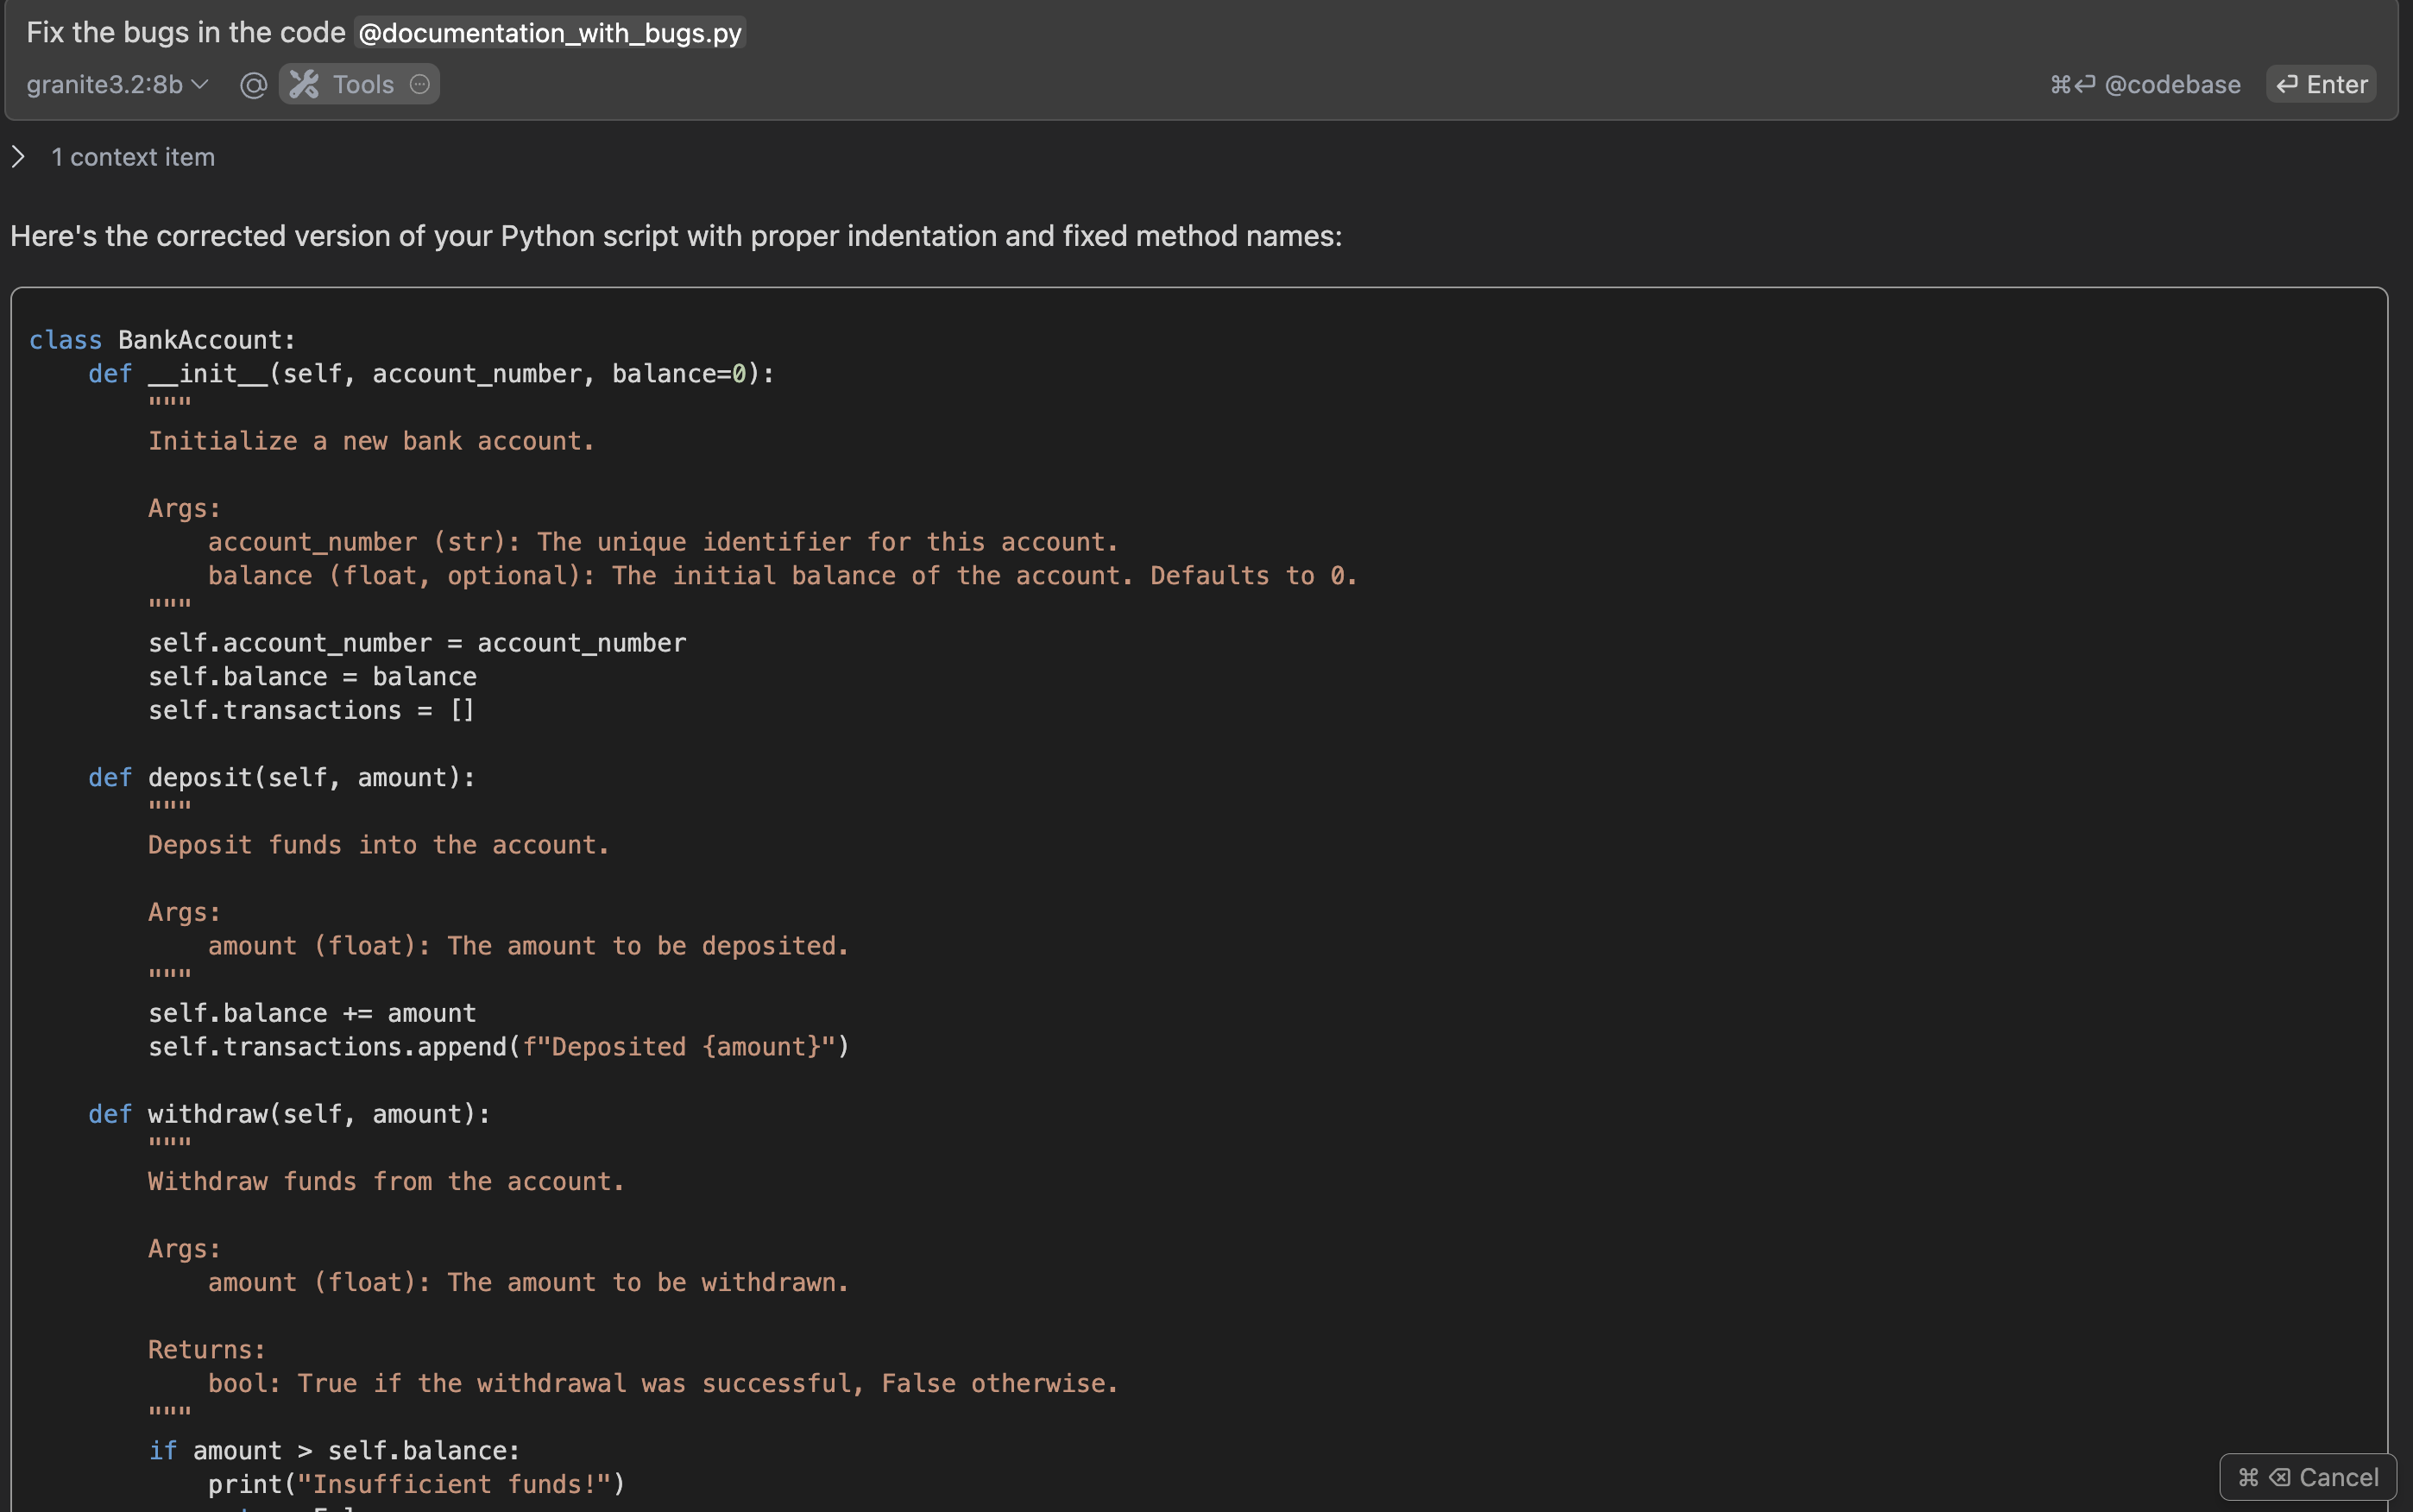 Fix the bugs in the code @documentation_with_bugs.py
granite3.2:8b @ Tools ⌘⏎ @codebase ⏎ Enter
1 context item
Here's the corrected version of your Python script with proper indentation and fixed method names:
class BankAccount:
    def __init__(self, account_number, balance=0):
        """
        Initialize a new bank account.
        Args:
            account_number (str): The unique identifier for this account.
            balance (float, optional): The initial balance of the account. Defaults to 0.
        """
        self.account_number = account_number
        self.balance = balance
        self.transactions = []
    def deposit(self, amount):
        """
        Deposit funds into the account.
        Args:
            amount (float): The amount to be deposited.
        """
        self.balance += amount
        self.transactions.append(f"Deposited {amount}")
    def withdraw(self, amount):
        """
        Withdraw funds from the account.
        Args:
            amount (float): The amount to be withdrawn.
        Returns:
            bool: True if the withdrawal was successful, False otherwise.
        """
        if amount > self.balance:
            print("Insufficient funds!")
⌘ ⌫ Cancel